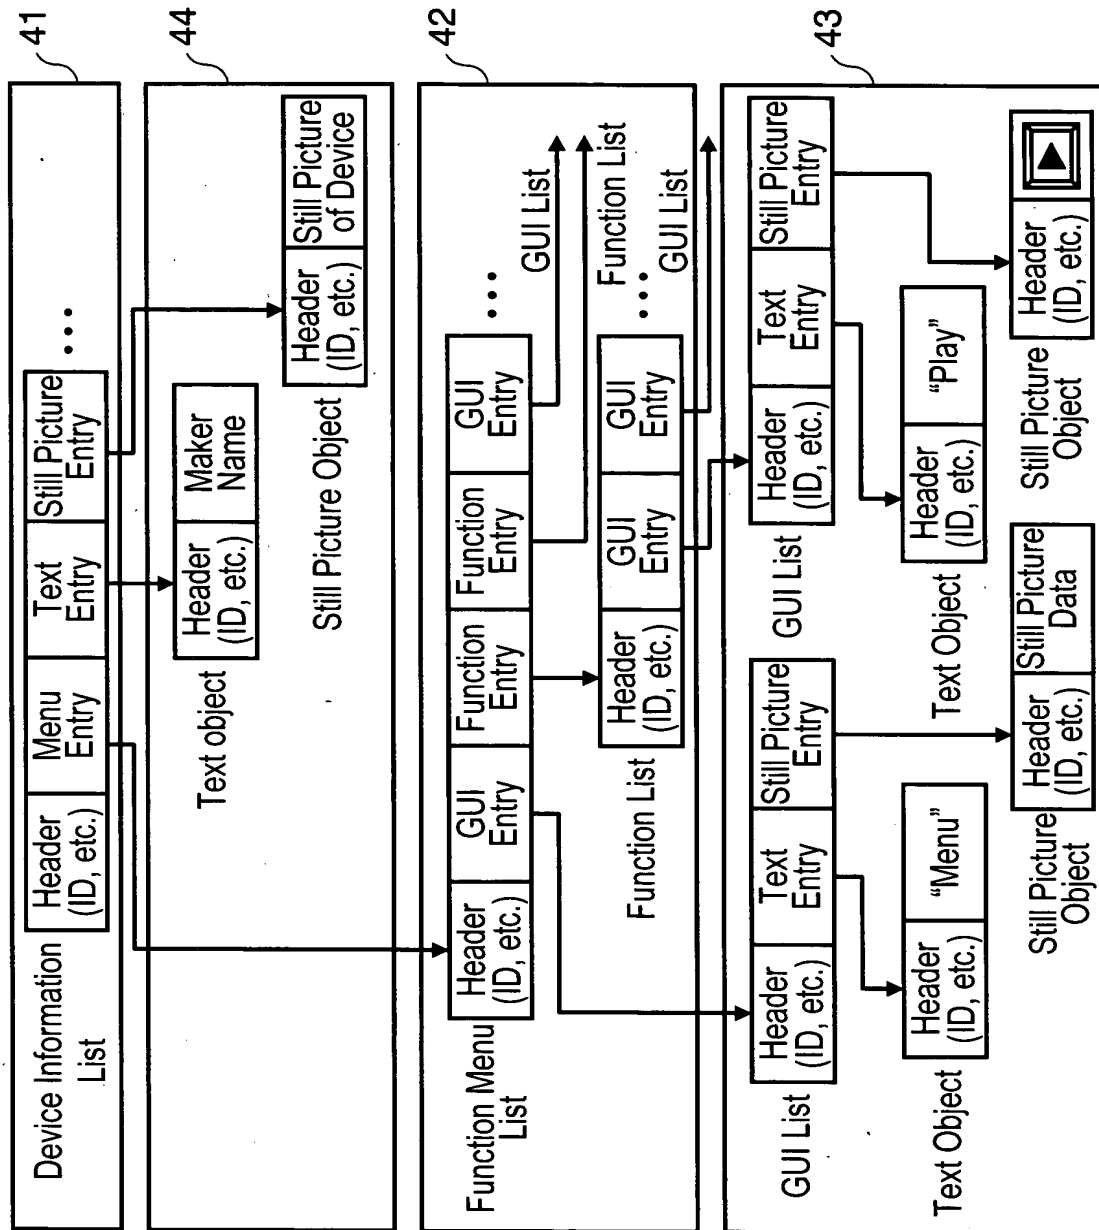 41
Device Information
List
Header
(ID, etc.)
Menu
Entry
Text
Entry
Still Picture
Entry
...
44
Text object
Header
(ID, etc.)
Maker
Name
Still Picture Object
Header
(ID, etc.)
Still Picture
of Device
42
Function Menu
List
Header
(ID, etc.)
GUI
Entry
Function
Entry
Function
Entry
GUI
Entry
...
GUI List
Function List
Function List
Header
(ID, etc.)
GUI
Entry
GUI
Entry
...
GUI List
43
GUI List
Header
(ID, etc.)
Text
Entry
Still Picture
Entry
Text Object
Header
(ID, etc.)
“Menu”
Still Picture
Object
Header
(ID, etc.)
Still Picture
Data
GUI List
Header
(ID, etc.)
Text
Entry
Still Picture
Entry
Text Object
Header
(ID, etc.)
“Play”
Still Picture
Object
Header
(ID, etc.)